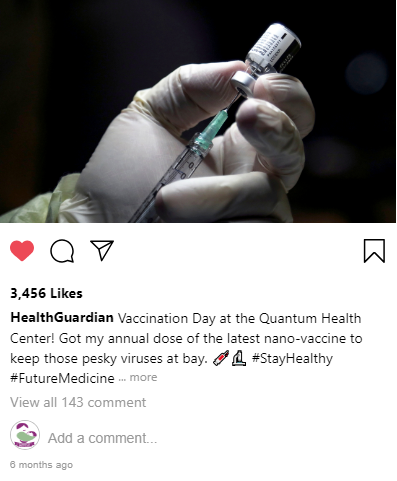 3,456 Likes
HealthGuardian Vaccination Day at the Quantum Health
Center! Got my annual dose of the latest nano-vaccine to
keep those pesky viruses at bay. 💉🔬 #StayHealthy
#FutureMedicine ... more
View all 143 comment
Add a comment...
6 months ago